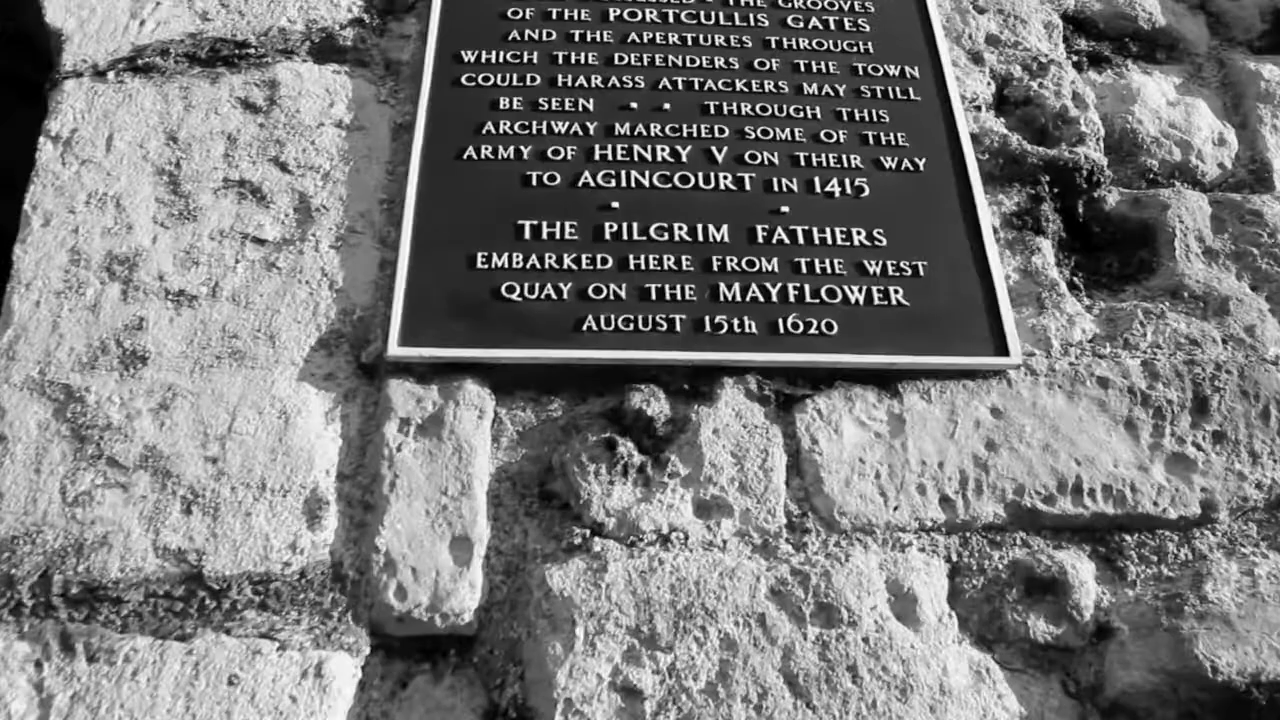 THE GROOVES
OF THE PORTCULLIS GATES
AND THE APERTURES THROUGH
WHICH THE DEFENDERS OF THE TOWN
COULD HARASS ATTACKERS MAY STILL
BE SEEN · · THROUGH THIS
ARCHWAY MARCHED SOME OF THE
ARMY OF HENRY V ON THEIR WAY
TO AGINCOURT IN 1415
· ·
THE PILGRIM FATHERS
EMBARKED HERE FROM THE WEST
QUAY ON THE MAYFLOWER
AUGUST 15th 1620